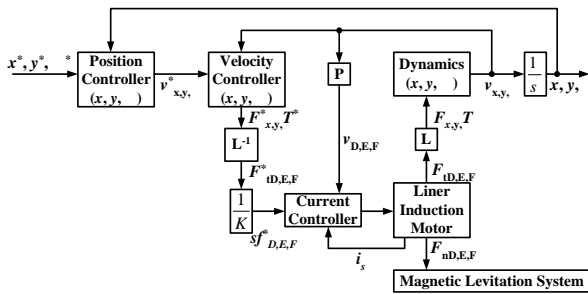 x*, y*, *
Position
Controller
(x, y, )
v*x,y,
Velocity
Controller
(x, y, )
P
Dynamics
(x, y, )
vx,y,
1
s
x, y,
F*x,y,T*
L-1
F*tD,E,F
1
K
sf*D,E,F
vD,E,F
Current
Controller
is
Fx,y,T
L
FtD,E,F
Liner
Induction
Motor
FnD,E,F
Magnetic Levitation System